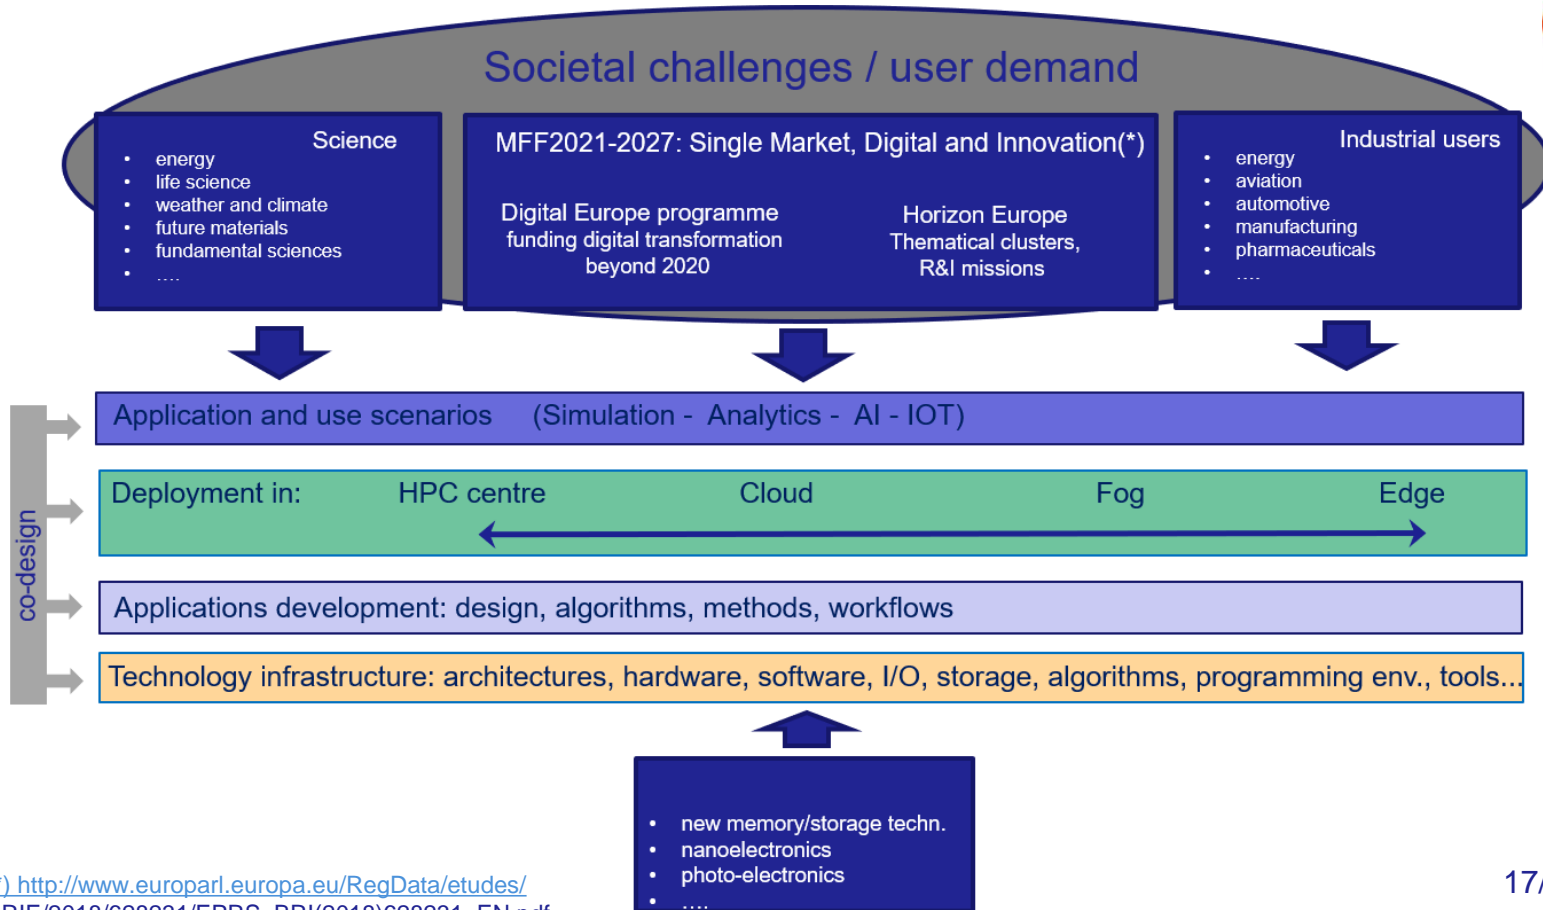 Societal challenges / user demand
Science
• energy
• life science
• weather and climate
• future materials
• fundamental sciences
• ....
MFF2021-2027: Single Market, Digital and Innovation(*)
Digital Europe programme
funding digital transformation
beyond 2020
Horizon Europe
Thematical clusters,
R&I missions
Industrial users
• energy
• aviation
• automotive
• manufacturing
• pharmaceuticals
• ....
co-design
Application and use scenarios (Simulation - Analytics - AI - IOT)
Deployment in: HPC centre Cloud Fog Edge
Applications development: design, algorithms, methods, workflows
Technology infrastructure: architectures, hardware, software, I/O, storage, algorithms, programming env., tools...
• new memory/storage techn.
• nanoelectronics
• photo-electronics
• ....
*) http://www.europarl.europa.eu/RegData/etudes/
17/